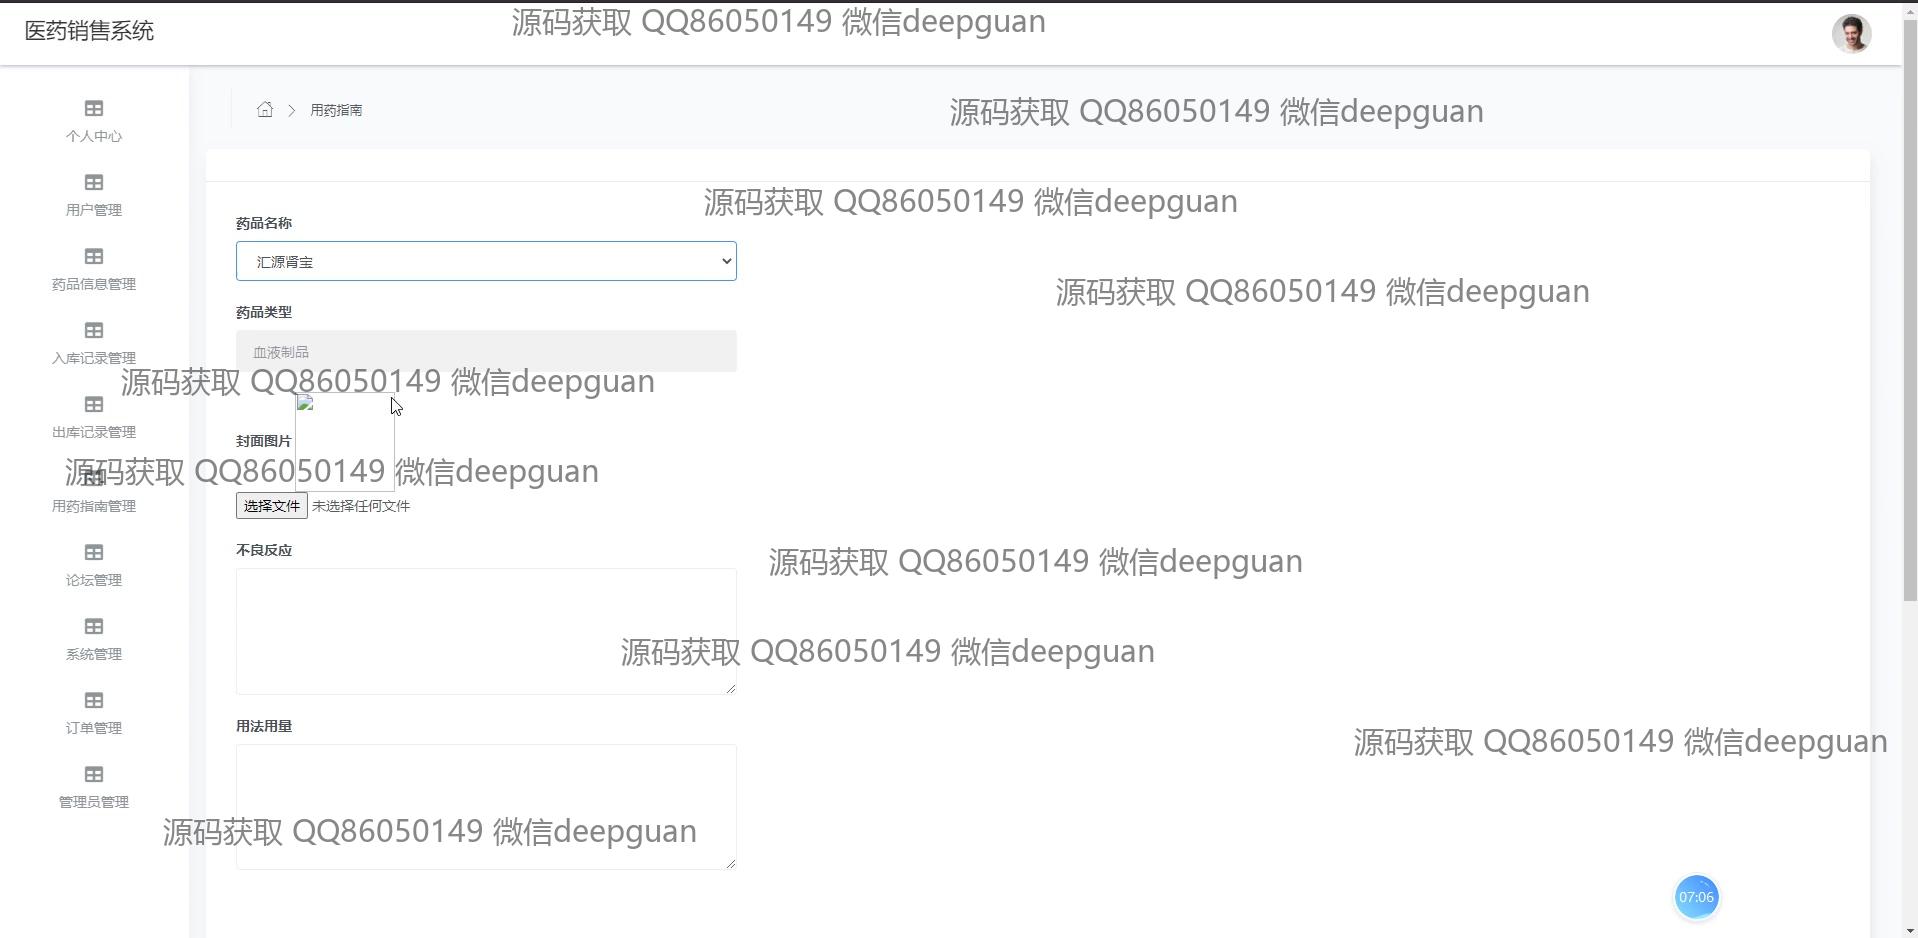 医药销售系统
源码获取 QQ86050149 微信deepguan
用药指南
源码获取 QQ86050149 微信deepguan
个人中心
用户管理
源码获取 QQ86050149 微信deepguan
药品名称
汇源肾宝
药品信息管理
源码获取 QQ86050149 微信deepguan
药品类型
血液制品
入库记录管理
源码获取 QQ86050149 微信deepguan
出库记录管理
封面图片
源码获取 QQ86050149 微信deepguan
用药指南管理
选择文件 未选择任何文件
不良反应
源码获取 QQ86050149 微信deepguan
论坛管理
系统管理
源码获取 QQ86050149 微信deepguan
订单管理
用法用量
源码获取 QQ86050149 微信deepguan
管理员管理
源码获取 QQ86050149 微信deepguan
07:06